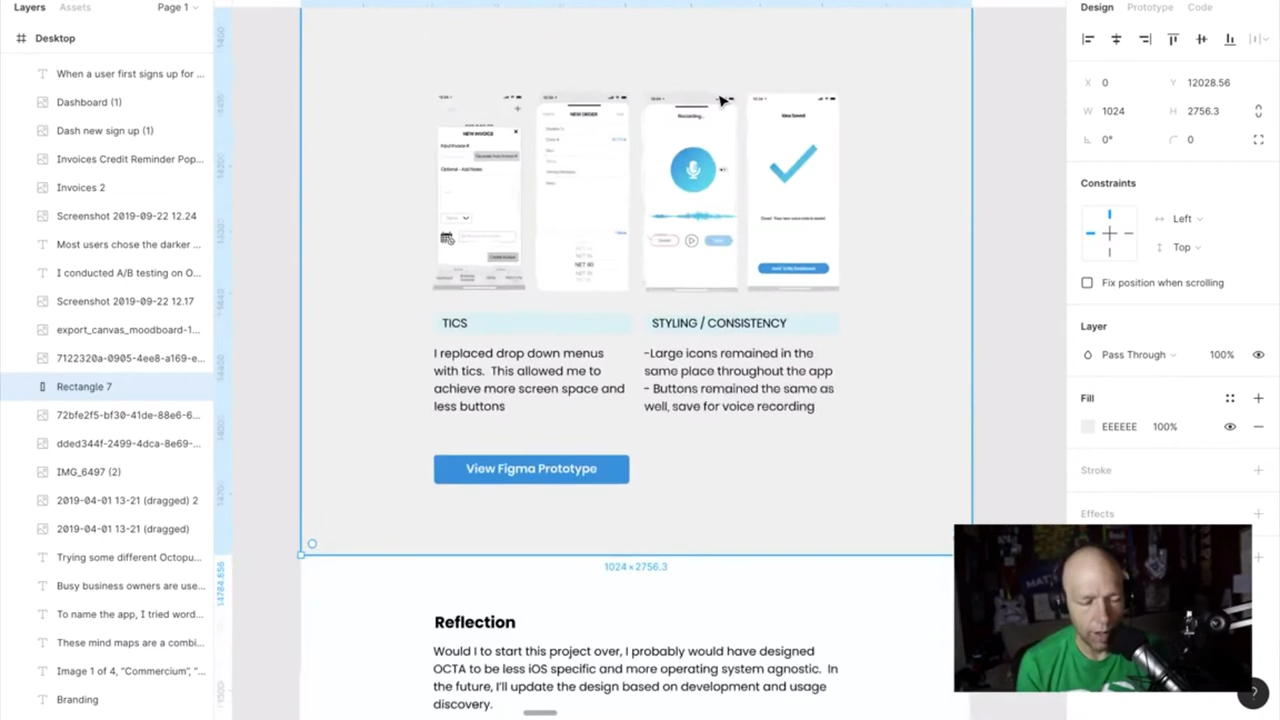 Layers
Assets
Page 1
Desktop
When a user first signs up for ...
Dashboard (1)
Dash new sign up (1)
Invoices Credit Reminder Pop...
Invoices 2
Screenshot 2019-09-22 12.24
Most users chose the darker ...
I conducted A/B testing on O...
Screenshot 2019-09-22 12.17
export_canvas_moodboard-1...
7122320a-0905-4ee8-a169-e...
Rectangle 7
72bfe2f5-bf30-41de-88e6-6...
dded344f-2499-4dca-8e69-...
IMG_6497 (2)
2019-04-01 13-21 (dragged) 2
2019-04-01 13-21 (dragged)
Trying some different Octopu...
Busy business owners are use...
To name the app, I tried word...
These mind maps are a combi...
Image 1 of 4, "Commercium", "...
Branding
14784.856
NEW INVOICE
NEW ORDER
NET 60
Recording...
Idea Saved
TICS
I replaced drop down menus
with tics. This allowed me to
achieve more screen space and
less buttons
STYLING / CONSISTENCY
-Large icons remained in the
same place throughout the app
- Buttons remained the same as
well, save for voice recording
View Figma Prototype
1024 × 2756.3
Reflection
Would I to start this project over, I probably would have designed
OCTA to be less iOS specific and more operating system agnostic. In
the future, I'll update the design based on development and usage
discovery.
Design
Prototype
Code
X 0
Y 12028.56
W 1024
H 2756.3
0°
0
Constraints
Left
Top
Fix position when scrolling
Layer
Pass Through
100%
Fill
EEEEEE 100%
Stroke
Effects
?